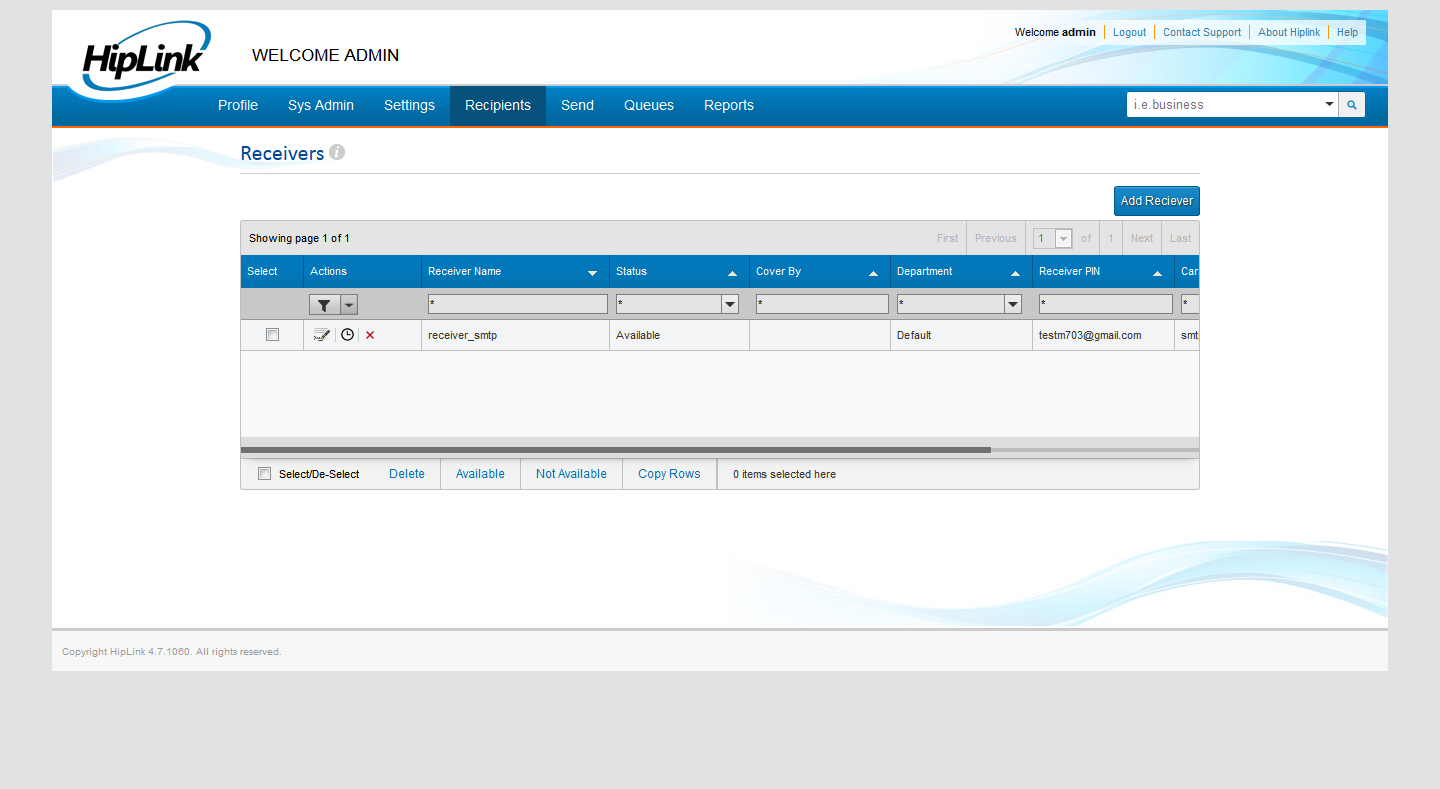 HipLink
WELCOME ADMIN
Welcome admin Logout Contact Support About Hiplink Help
Profile Sys Admin Settings Recipients Send Queues Reports
i.e.business
Receivers i
Add Reciever
Showing page 1 of 1 First Previous 1 of 1 Next Last
Select Actions Receiver Name Status Cover By Department Receiver PIN Car
* * * * * *
receiver_smtp Available Default testm703@gmail.com smt
Select/De-Select Delete Available Not Available Copy Rows 0 items selected here
Copyright HipLink 4.7.1060. All rights reserved.